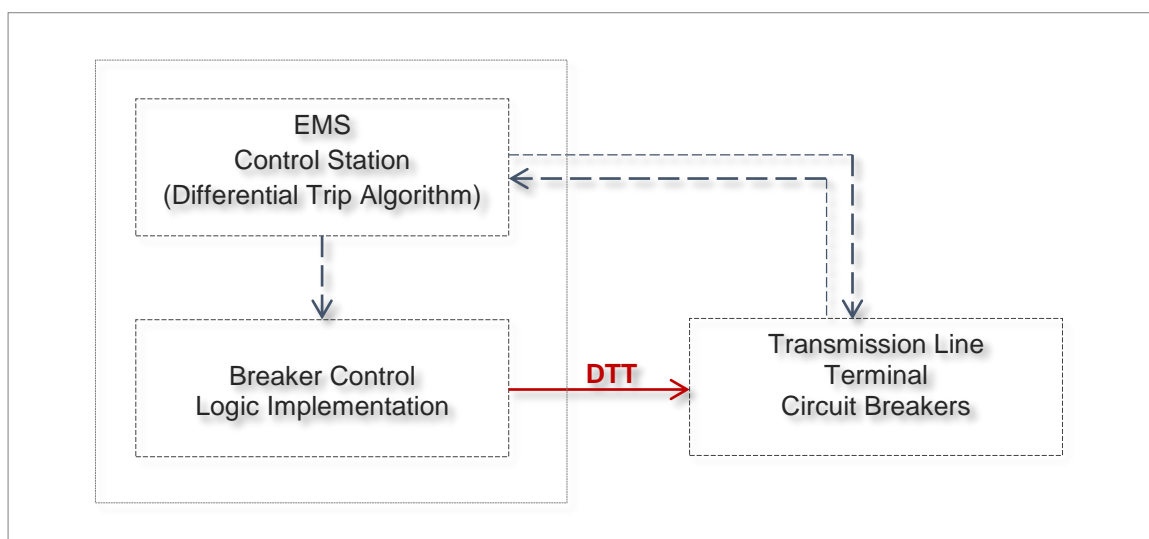 EMS
Control Station
(Differential Trip Algorithm)
Breaker Control
Logic Implementation
DTT
Transmission Line
Terminal
Circuit Breakers